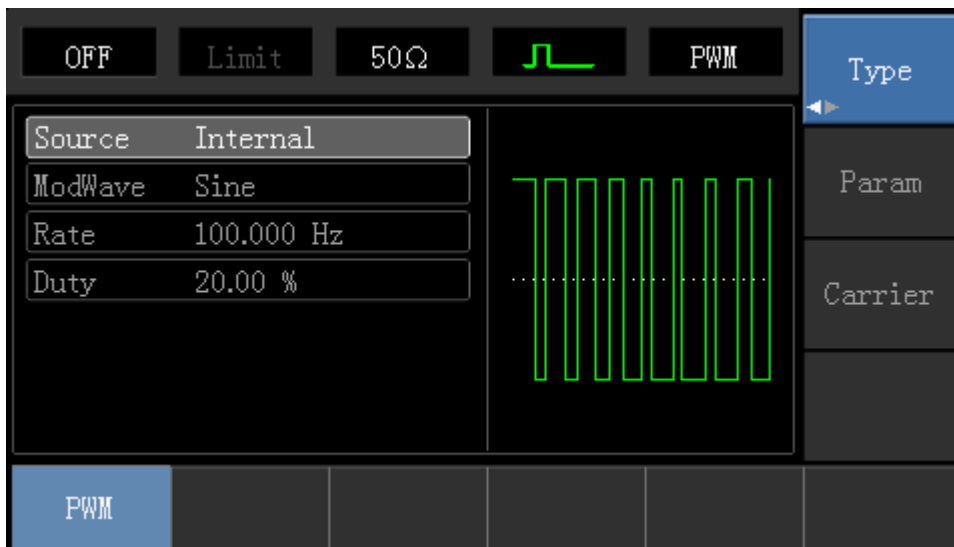 OFF Limit 50Ω PWM
Type
Source Internal
ModWave Sine
Rate 100.000 Hz
Duty 20.00 %
Param
Carrier
PWM